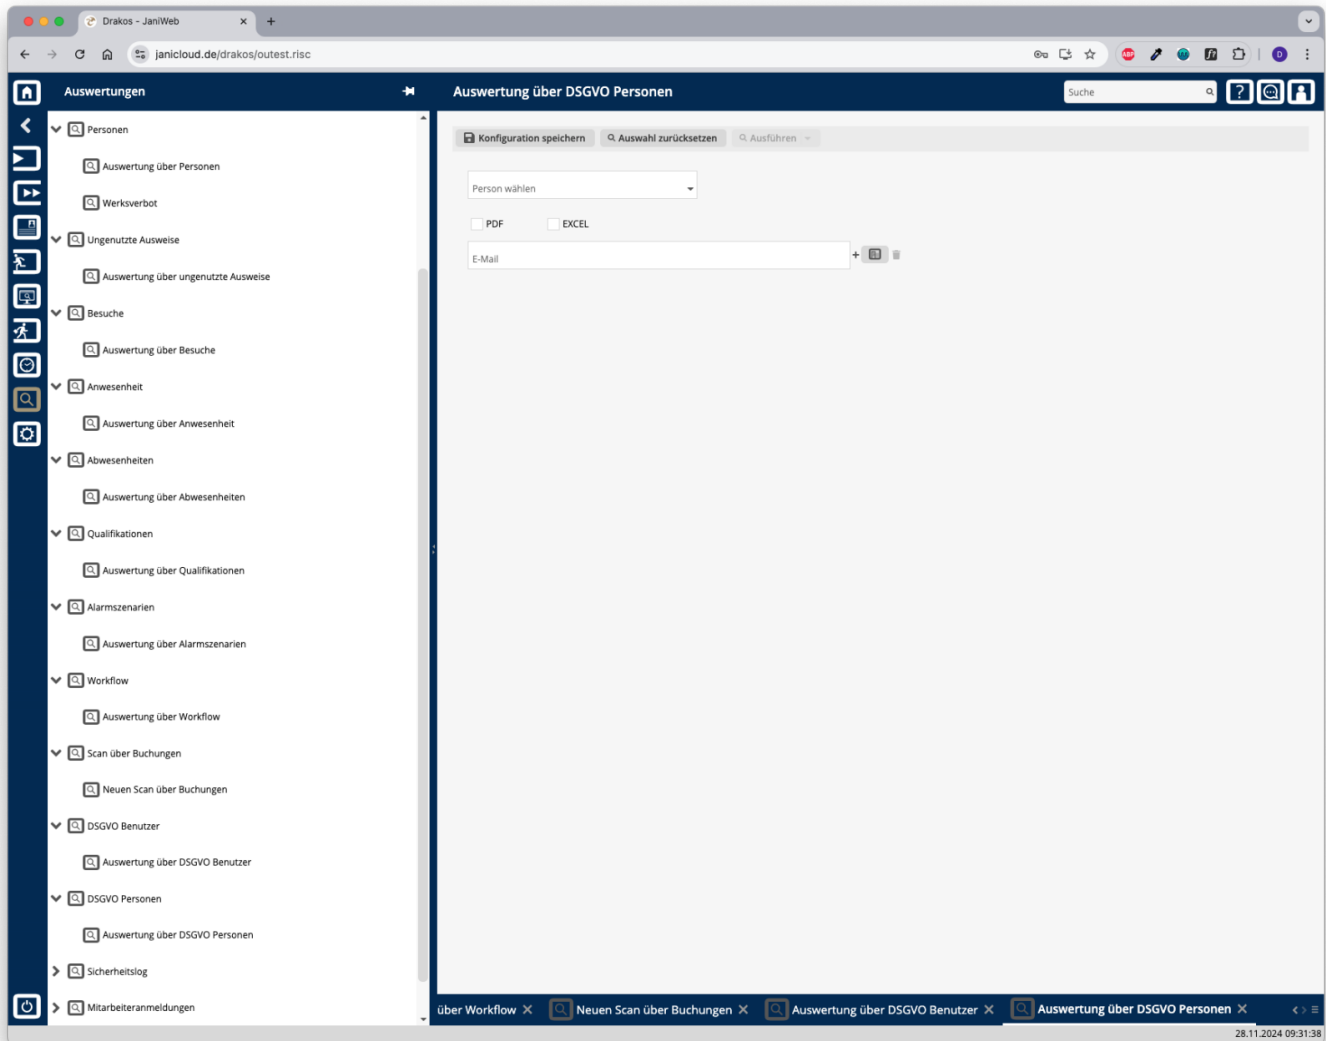 Drakos - JaniWeb
janicloud.de/drakos/outest.risc
ABP
D
Auswertungen
Auswertung über DSGVO Personen
Suche
?
Personen
Auswertung über Personen
Werksverbot
Ungenutzte Ausweise
Auswertung über ungenutzte Ausweise
Besuche
Auswertung über Besuche
Anwesenheit
Auswertung über Anwesenheit
Abwesenheiten
Auswertung über Abwesenheiten
Qualifikationen
Auswertung über Qualifikationen
Alarmszenarien
Auswertung über Alarmszenarien
Workflow
Auswertung über Workflow
Scan über Buchungen
Neuen Scan über Buchungen
DSGVO Benutzer
Auswertung über DSGVO Benutzer
DSGVO Personen
Auswertung über DSGVO Personen
Sicherheitslog
Mitarbeiteranmeldungen
Konfiguration speichern Auswahl zurücksetzen Ausführen
Person wählen
PDF EXCEL
E-Mail
über Workflow Neuen Scan über Buchungen Auswertung über DSGVO Benutzer Auswertung über DSGVO Personen
28.11.2024 09:31:38